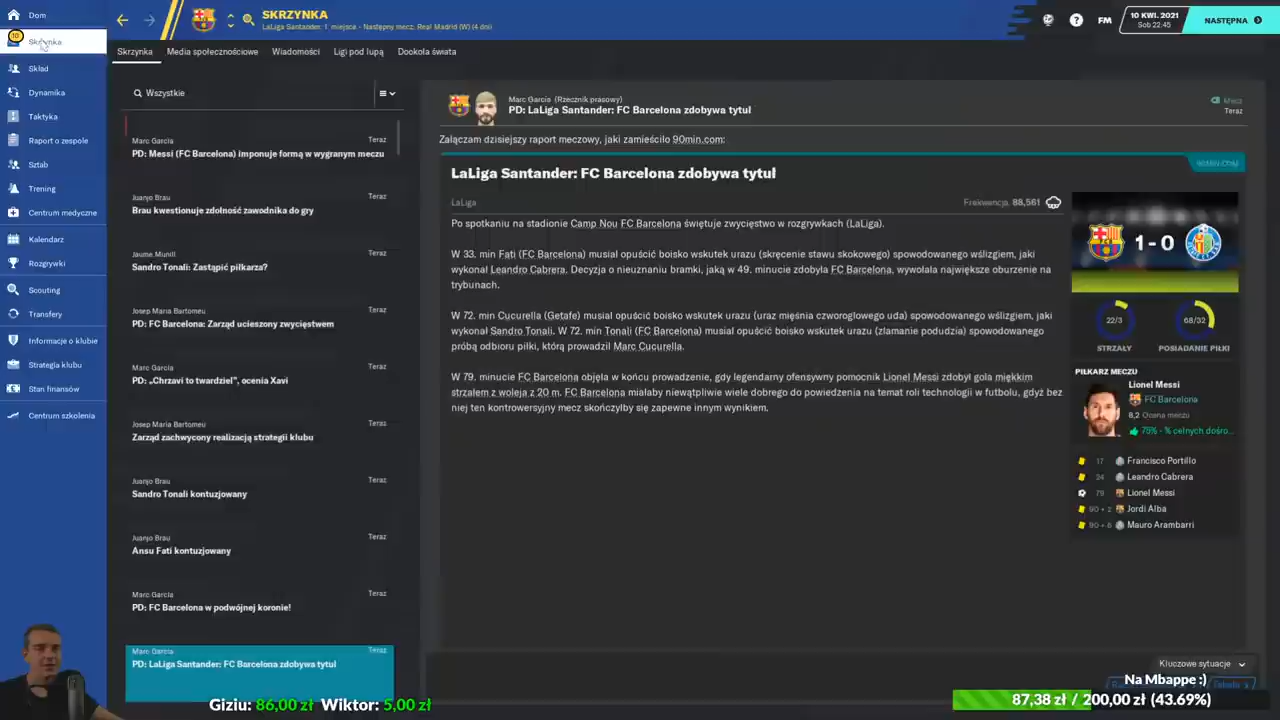 Dom
Skrzynka
Skład
Dynamika
Taktyka
Raport o zespole
Sztab
Trening
Centrum medyczne
Kalendarz
Rozgrywki
Scouting
Transfery
Informacje o klubie
Strategia klubu
Stan finansów
Centrum szkolenia
10
SKRZYNKA
LaLiga Santander: 1. miejsce - Następny mecz: Real Madrid (W) (4 dni)
FM
10 KWI. 2021
Sob 22:45
NASTĘPNA
Skrzynka Media społecznościowe Wiadomości Ligi pod lupą Dookoła świata
Wszystkie
Marc Garcia Teraz
PD: Messi (FC Barcelona) imponuje formą w wygranym meczu
Juanjo Brau Teraz
Brau kwestionuje zdolność zawodnika do gry
Jaume Munill Teraz
Sandro Tonali: Zastąpić piłkarza?
Josep Maria Bartomeu Teraz
PD: FC Barcelona: Zarząd ucieszony zwycięstwem
Marc Garcia Teraz
PD: „Chrzavi to twardziel", ocenia Xavi
Josep Maria Bartomeu Teraz
Zarząd zachwycony realizacją strategii klubu
Juanjo Brau Teraz
Sandro Tonali kontuzjowany
Juanjo Brau Teraz
Ansu Fati kontuzjowany
Marc Garcia Teraz
PD: FC Barcelona w podwójnej koronie!
Marc Garcia Teraz
PD: LaLiga Santander: FC Barcelona zdobywa tytuł
Marc Garcia (Rzecznik prasowy)
PD: LaLiga Santander: FC Barcelona zdobywa tytuł
Mecz
Teraz
Załączam dzisiejszy raport meczowy, jaki zamieściło 90min.com:
90MIN.COM
LaLiga Santander: FC Barcelona zdobywa tytuł
LaLiga Frekwencja: 88,561
Po spotkaniu na stadionie Camp Nou FC Barcelona świętuje zwycięstwo w rozgrywkach (LaLiga).
W 33. min Fati (FC Barcelona) musiał opuścić boisko wskutek urazu (skręcenie stawu skokowego) spowodowanego wślizgiem, jaki
wykonał Leandro Cabrera. Decyzja o nieuznaniu bramki, jaką w 49. minucie zdobyła FC Barcelona, wywołała największe oburzenie na
trybunach.
W 72. min Cucurella (Getafe) musiał opuścić boisko wskutek urazu (uraz mięśnia czworogłowego uda) spowodowanego wślizgiem, jaki
wykonał Sandro Tonali. W 72. min Tonali (FC Barcelona) musiał opuścić boisko wskutek urazu (złamanie podudzia) spowodowanego
próbą odbioru piłki, którą prowadził Marc Cucurella.
W 79. minucie FC Barcelona objęła w końcu prowadzenie, gdy legendarny ofensywny pomocnik Lionel Messi zdobył gola miękkim
strzałem z woleja z 20 m. FC Barcelona miałaby niewątpliwie wiele dobrego do powiedzenia na temat roli technologii w futbolu, gdyż bez
niej ten kontrowersyjny mecz skończyłby się zapewne innym wynikiem.
1 - 0
22/3
STRZAŁY
68/32
POSIADANIE PIŁKI
PIŁKARZ MECZU
Lionel Messi
FC Barcelona
8,2 Ocena meczu
75% - % celnych dośro...
17 Francisco Portillo
24 Leandro Cabrera
79 Lionel Messi
90 + 2 Jordi Alba
90 + 6 Mauro Arambarri
Kluczowe sytuacje
Na Mbappe :)
87,38 zł / 200,00 zł (43.69%)
Giziu: 86,00 zł Wiktor: 5,00 zł